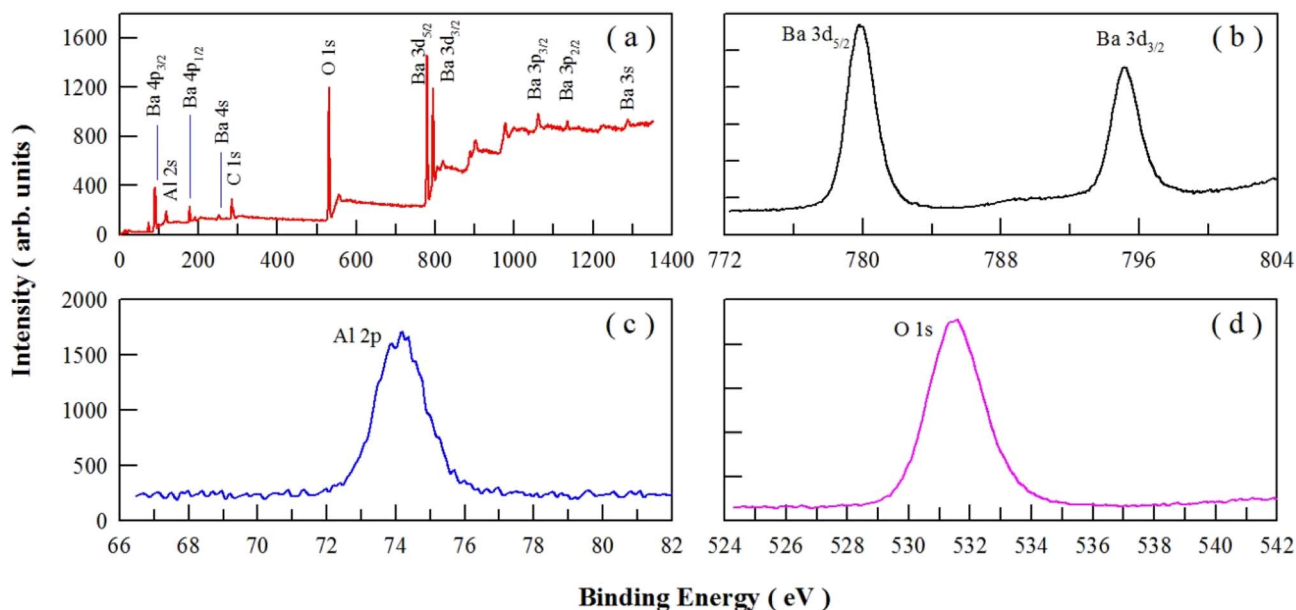 Intensity ( arb. units )
( a )
1600
1200
800
400
0
Ba 4p3/2
Al 2s
Ba 4p1/2
Ba 4s
C 1s
O 1s
Ba 3d5/2
Ba 3d3/2
Ba 3p3/2
Ba 3p2/2
Ba 3s
0 200 400 600 800 1000 1200 1400
( b )
Ba 3d5/2
Ba 3d3/2
772 780 788 796 804
( c )
Al 2p
2000
1500
1000
500
0
66 68 70 72 74 76 78 80 82
( d )
O 1s
524 526 528 530 532 534 536 538 540 542
Binding Energy ( eV )